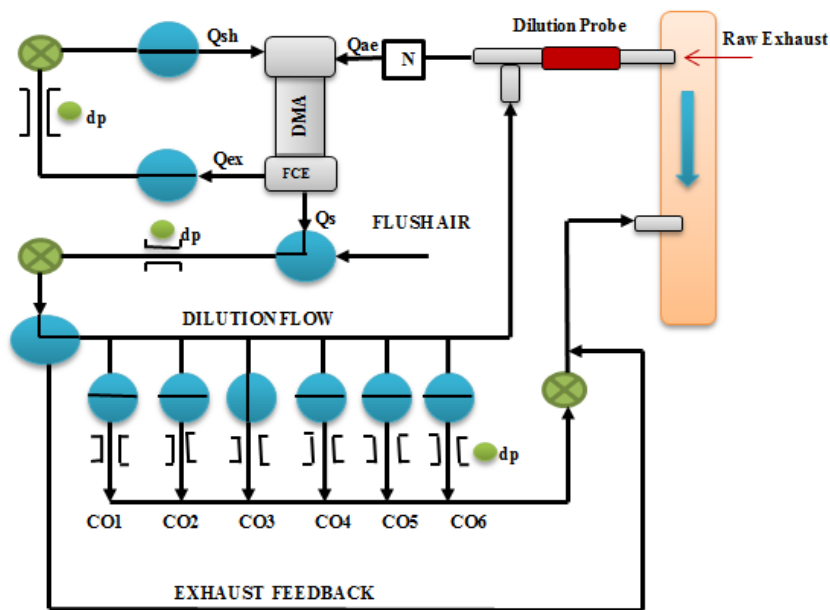 Dilution Probe
Qsh
Qae
Raw Exhaust
N
DMA
dp
Qex
FCE
Qs
FLUSH AIR
dp
DILUTION FLOW
dp
CO1 CO2 CO3 CO4 CO5 CO6
EXHAUST FEEDBACK